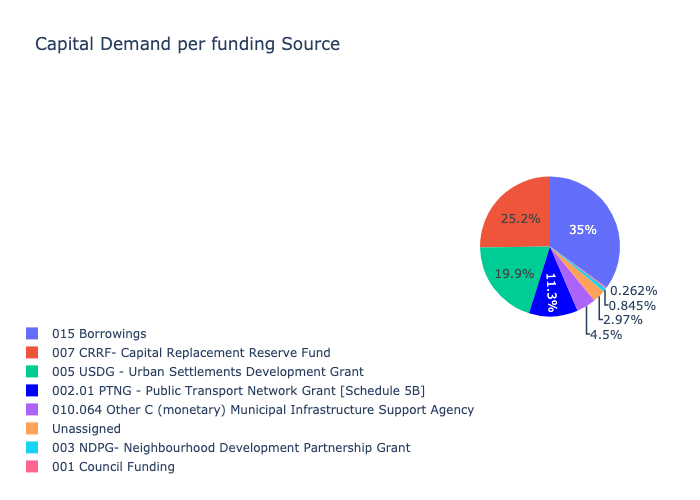 Capital Demand per funding Source
25.2%
35%
19.9%
11.3%
0.262%
0.845%
2.97%
4.5%
015 Borrowings
007 CRRF- Capital Replacement Reserve Fund
005 USDG - Urban Settlements Development Grant
002.01 PTNG - Public Transport Network Grant [Schedule 5B]
010.064 Other C (monetary) Municipal Infrastructure Support Agency
Unassigned
003 NDPG- Neighbourhood Development Partnership Grant
001 Council Funding